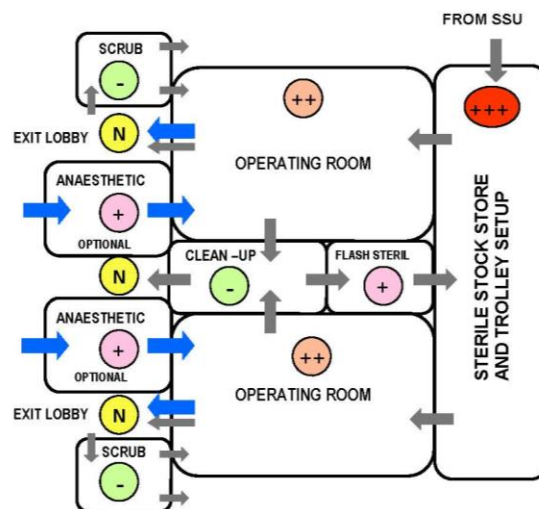 FROM SSU
SCRUB
-
++
+++
EXIT LOBBY
N
OPERATING ROOM
ANAESTHETIC
+
OPTIONAL
CLEAN –UP
FLASH STERIL
N
-
+
STERILE STOCK STORE
AND TROLLEY SETUP
ANAESTHETIC
+
OPTIONAL
++
OPERATING ROOM
EXIT LOBBY
N
SCRUB
-